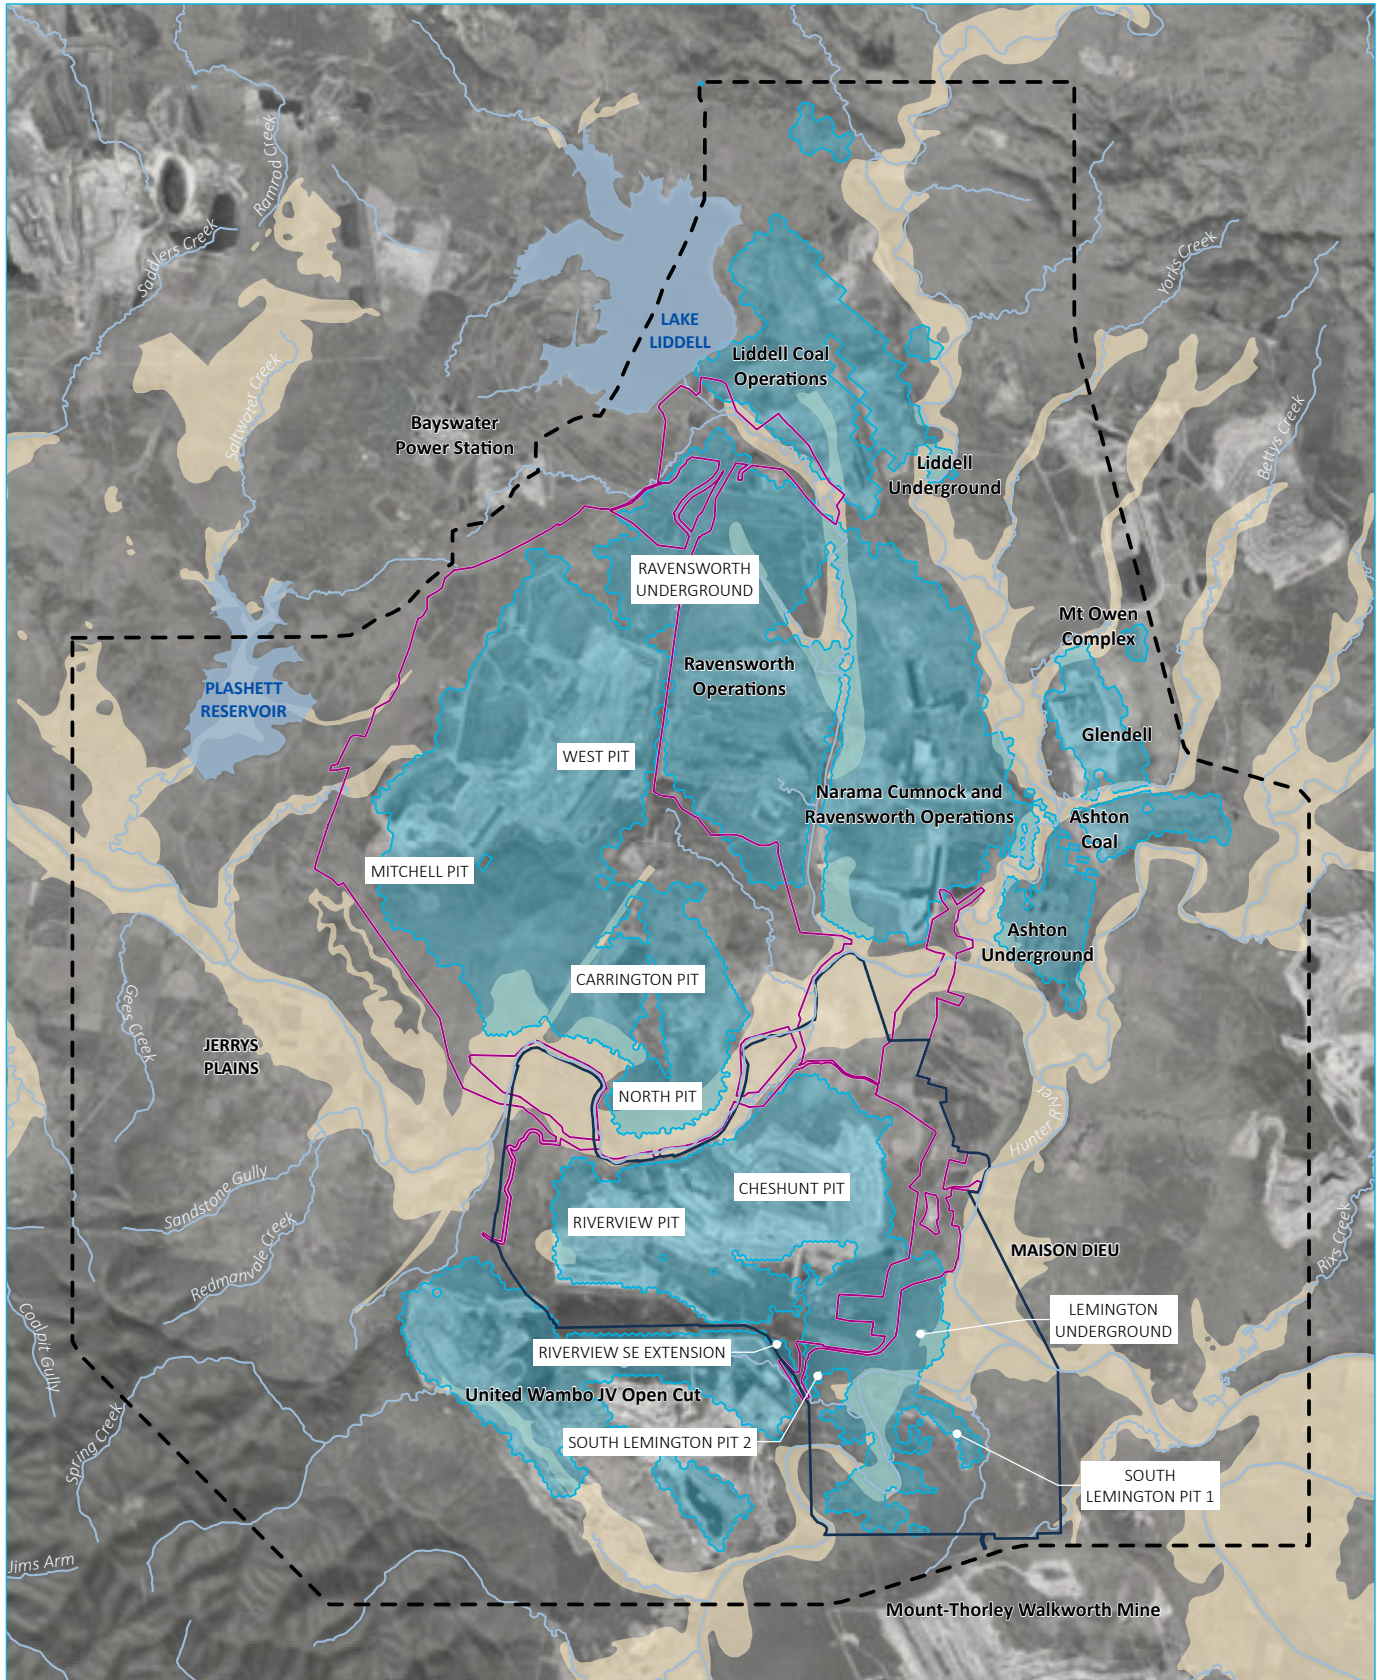 Ramrod Creek
Saddlers Creek
Yorks Creek
LAKE
LIDDELL
Liddell Coal
Operations
Saltwater Creek
Bayswater
Power Station
Bettys Creek
Liddell
Underground
RAVENSWORTH
UNDERGROUND
Mt Owen
Complex
Ravensworth
Operations
PLASHETT
RESERVOIR
Glendell
WEST PIT
Narama Cumnock and
Ravensworth Operations
Ashton
Coal
MITCHELL PIT
Ashton
Underground
CARRINGTON PIT
Gees Creek
JERRYS
PLAINS
NORTH PIT
Hunter River
CHESHUNT PIT
Sandstone Gully
RIVERVIEW PIT
Redmanvale Creek
MAISON DIEU
Rixs Creek
LEMINGTON
UNDERGROUND
Coalpit Gully
RIVERVIEW SE EXTENSION
United Wambo JV Open Cut
Spring Creek
SOUTH LEMINGTON PIT 2
SOUTH
LEMINGTON PIT 1
Jims Arm
Mount-Thorley Walkworth Mine